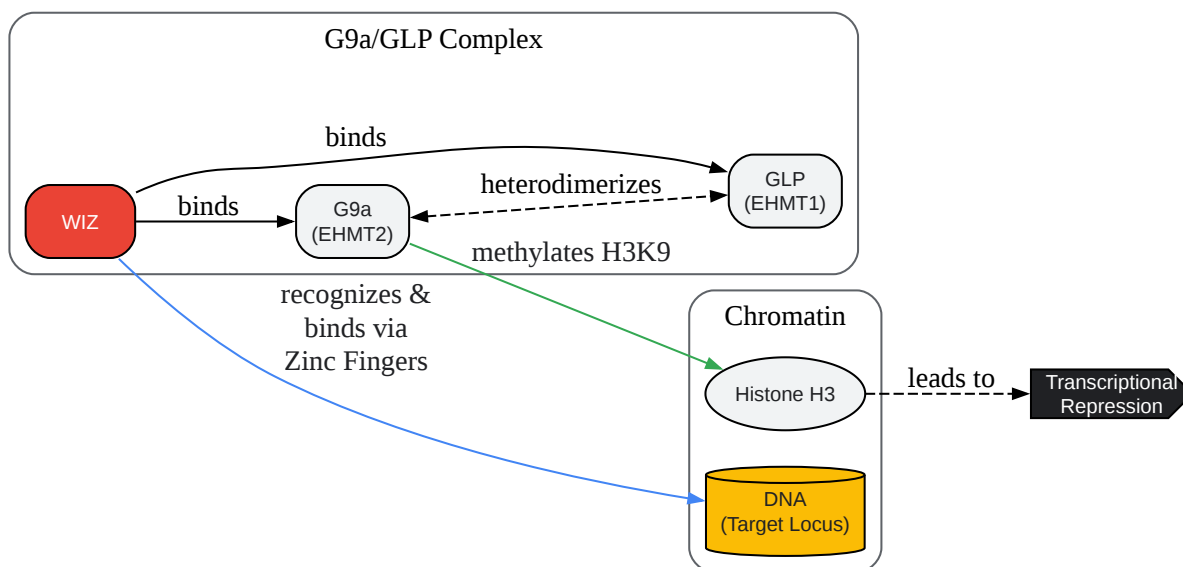 G9a/GLP Complex
binds
WIZ
binds
G9a
(EHMT2)
heterodimerizes
GLP
(EHMT1)
methylates H3K9
recognizes &
binds via
Zinc Fingers
Chromatin
Histone H3
leads to
Transcriptional
Repression
DNA
(Target Locus)